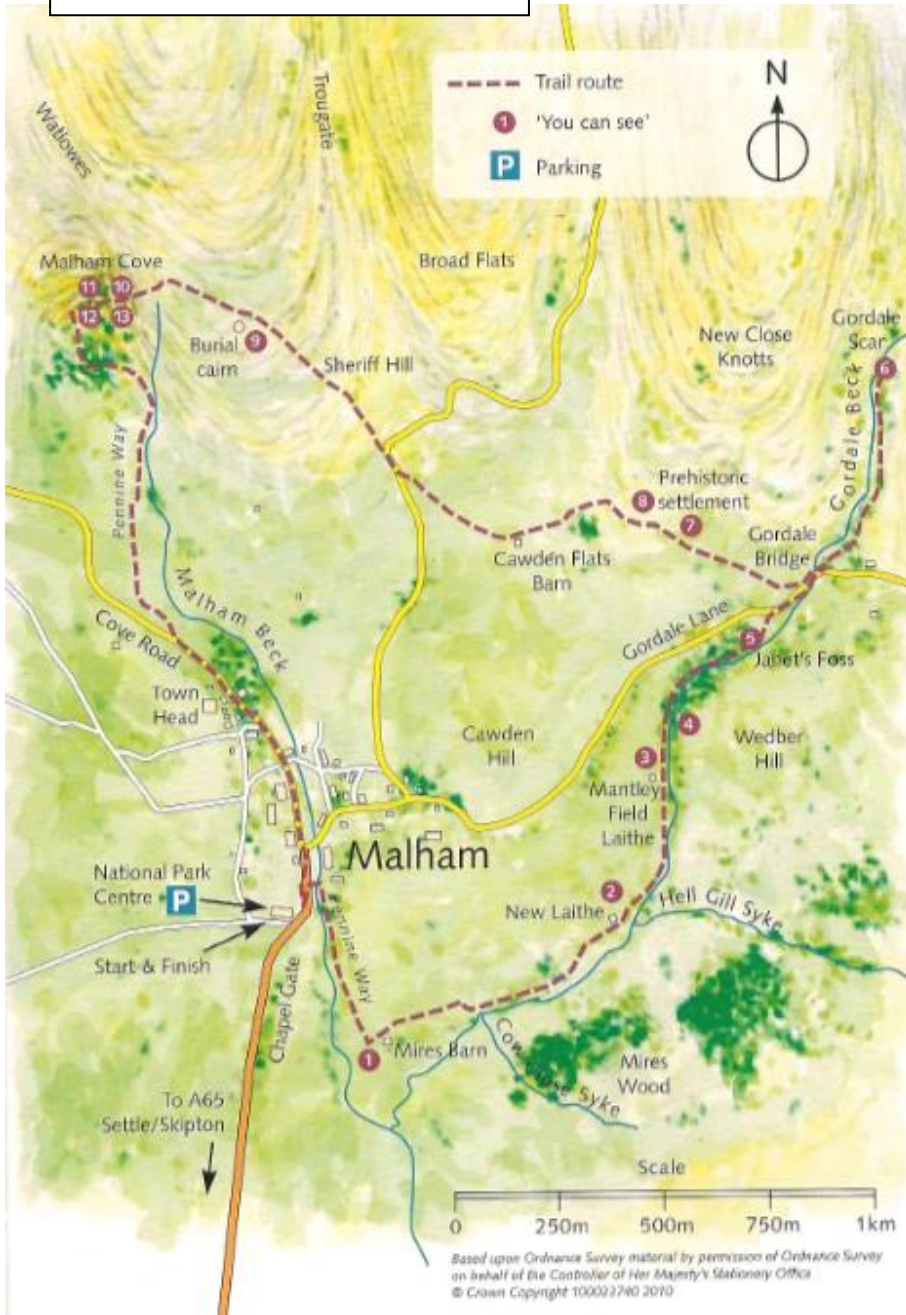 Trail route
1 'You can see'
P Parking
N
Watlowes
Trougate
Malham Cove
11 10
12 13
Broad Flats
Burial 9
cairn
Sheriff Hill
New Close
Knotts
Gordale
Scar
6
Gordale Beck
Pennine Way
Prehistoric
8 settlement
7
Gordale
Bridge
Cawden Flats
Barn
Malham Beck
Cove Road
Gordale Lane
5
Janet's Foss
Town
Head
Cawden
Hill
4
3
Wedber
Hill
Mantley
Field
Laithe
Malham
National Park
Centre P
2
New Laithe
Hell Gill Syke
Start & Finish
Pennine Way
Chapel Gate
1
Mires Barn
Cow Close Syke
Mires
Wood
To A65
Settle/Skipton
Scale
0 250m 500m 750m 1km
Based upon Ordnance Survey material by permission of Ordnance Survey
on behalf of the Controller of Her Majesty's Stationery Office
© Crown Copyright 100023740 2010